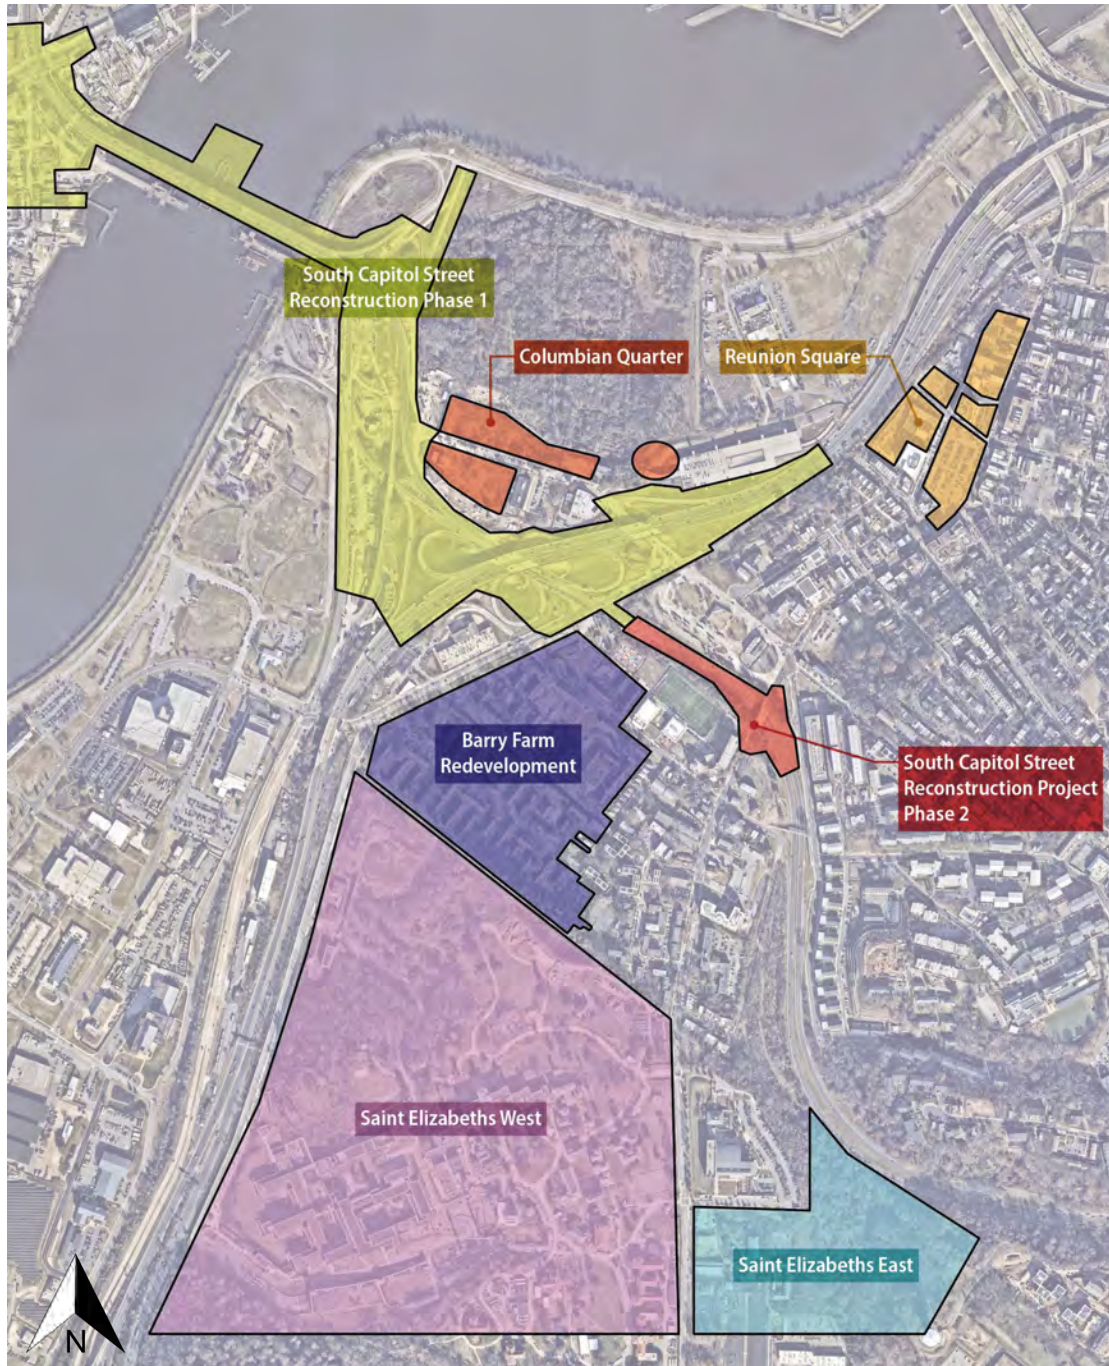 South Capitol Street
Reconstruction Phase 1
Columbian Quarter
Reunion Square
Barry Farm
Redevelopment
South Capitol Street
Reconstruction Project
Phase 2
Saint Elizabeths West
Saint Elizabeths East
N